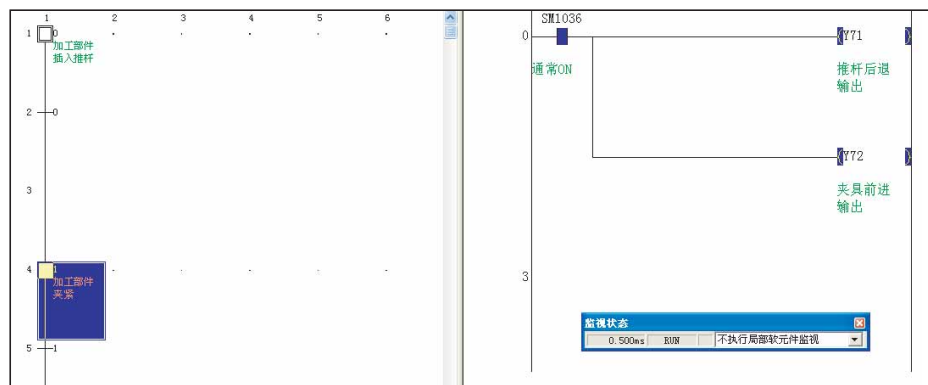 1 2 3 4 5 6
1 0
加工部件
插入推杆
2 0
3
4 1
加工部件
夹紧
5 1
SM1036
0 Y71
通常ON
推杆后退
输出
Y72
夹具前进
输出
3
监视状态
0.500ms RUN 不执行局部软元件监视